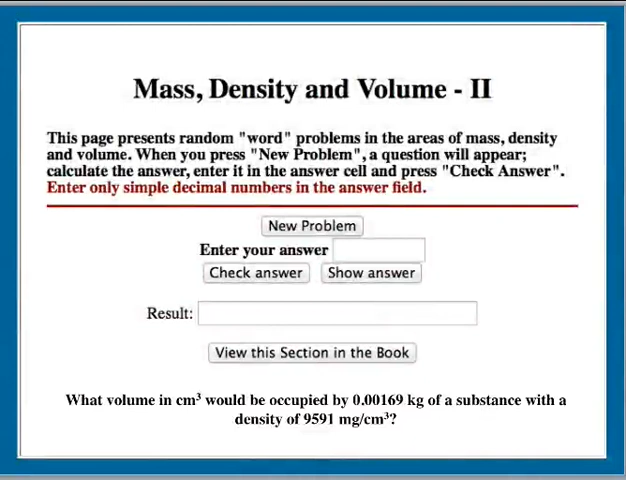 Mass, Density and Volume - II
This page presents random "word" problems in the areas of mass, density
and volume. When you press "New Problem", a question will appear;
calculate the answer, enter it in the answer cell and press "Check Answer".
Enter only simple decimal numbers in the answer field.
New Problem
Enter your answer
Check answer Show answer
Result:
View this Section in the Book
What volume in cm³ would be occupied by 0.00169 kg of a substance with a
density of 9591 mg/cm³?